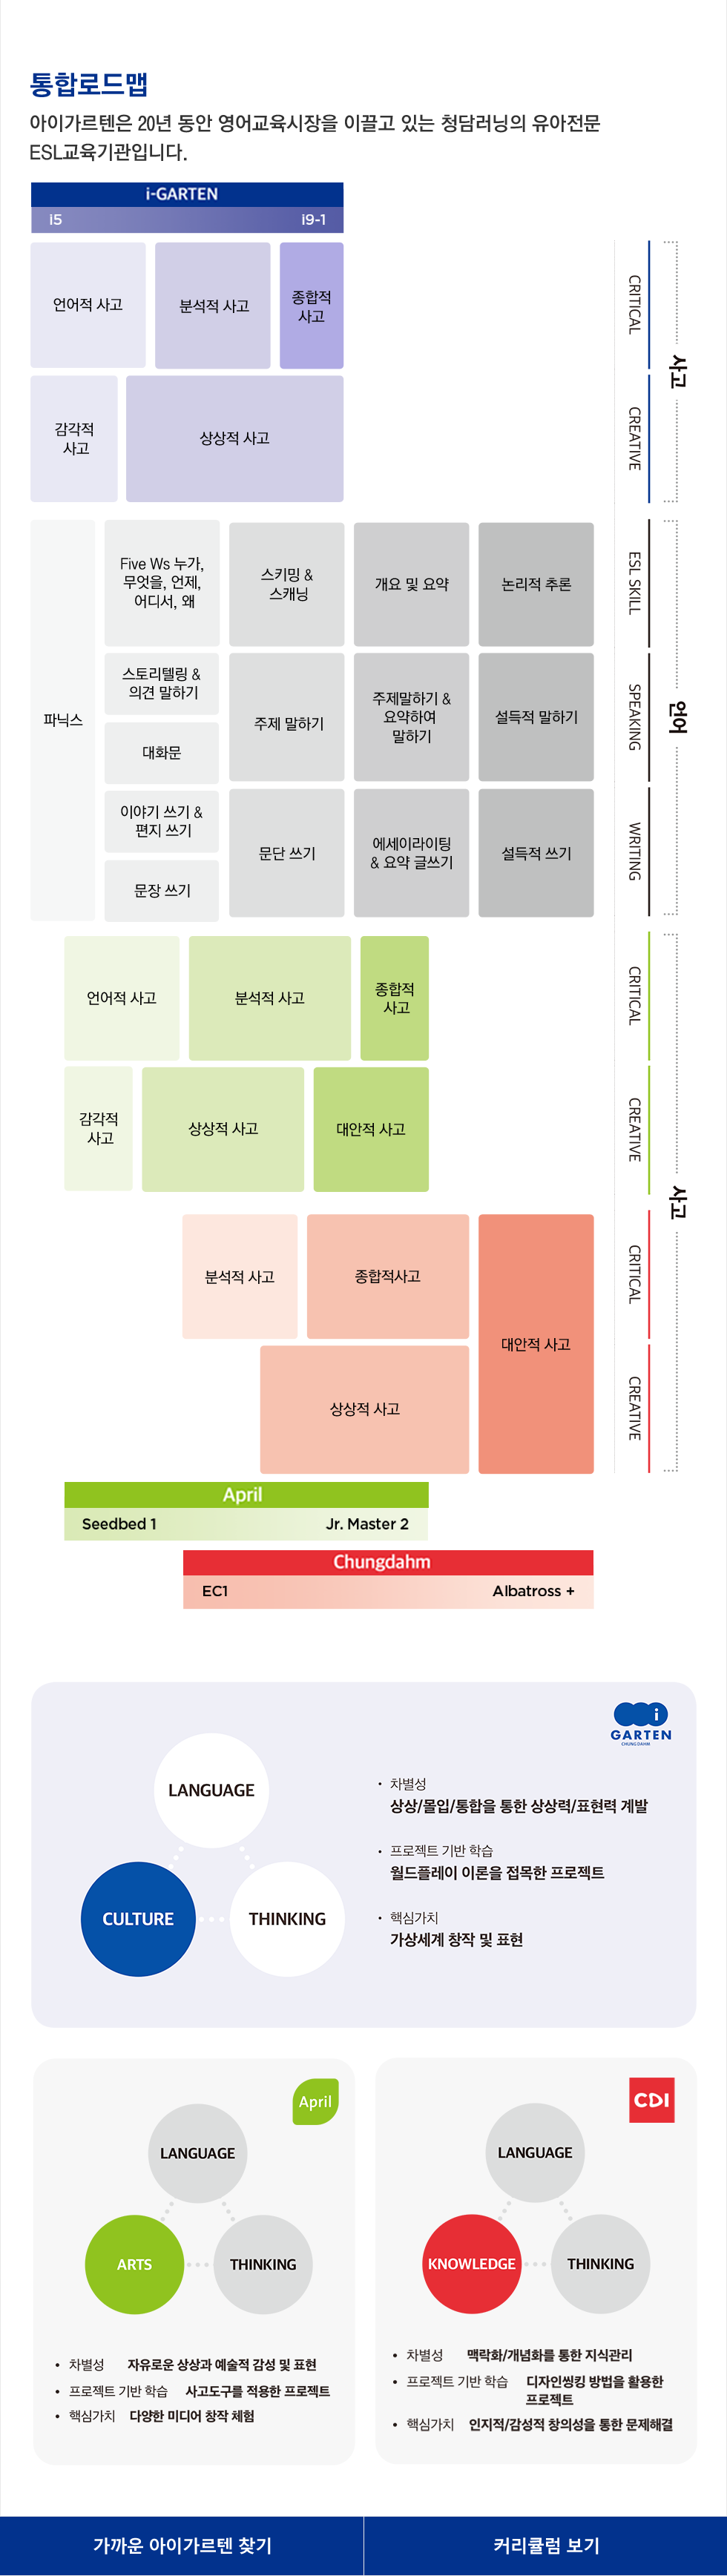 통합로드맵
아이가르텐은 20년 동안 영어교육시장을 이끌고 있는 청담러닝의 유아전문
ESL교육기관입니다.
i-GARTEN
i5
i9-1
언어적 사고
분석적 사고
종합적
사고
CRITICAL
사고
감각적
사고
상상적 사고
CREATIVE
파닉스
Five Ws 누가,
무엇을, 언제,
어디서, 왜
스키밍 &
스캐닝
개요 및 요약
논리적 추론
ESL SKILL
언어
스토리텔링 &
의견 말하기
대화문
주제 말하기
주제말하기 &
요약하여
말하기
설득적 말하기
SPEAKING
이야기 쓰기 &
편지 쓰기
문장 쓰기
문단 쓰기
에세이라이팅
& 요약 글쓰기
설득적 쓰기
WRITING
언어적 사고
분석적 사고
종합적
사고
CRITICAL
감각적
사고
상상적 사고
대안적 사고
CREATIVE
사고
분석적 사고
종합적사고
대안적 사고
CRITICAL
상상적 사고
CREATIVE
April
Seedbed 1
Jr. Master 2
Chungdahm
EC1
Albatross +
i
GARTEN
CHUNGDAHM
LANGUAGE
CULTURE
THINKING
• 차별성
상상/몰입/통합을 통한 상상력/표현력 계발
• 프로젝트 기반 학습
월드플레이 이론을 접목한 프로젝트
• 핵심가치
가상세계 창작 및 표현
April
LANGUAGE
ARTS
THINKING
• 차별성 자유로운 상상과 예술적 감성 및 표현
• 프로젝트 기반 학습 사고도구를 적용한 프로젝트
• 핵심가치 다양한 미디어 창작 체험
CDI
LANGUAGE
KNOWLEDGE
THINKING
• 차별성 맥락화/개념화를 통한 지식관리
• 프로젝트 기반 학습 디자인씽킹 방법을 활용한
프로젝트
• 핵심가치 인지적/감성적 창의성을 통한 문제해결
가까운 아이가르텐 찾기
커리큘럼 보기